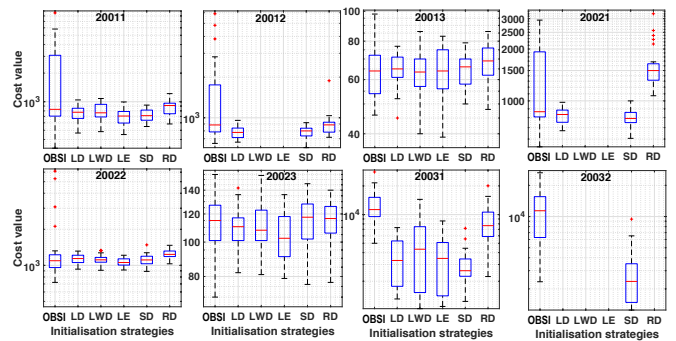 20011 20012 20013 20021
Cost value
10³
10³
100
80
60
40
3000
2000
1500
1000
OBSI LD LWD LE SD RD
OBSI LD LWD LE SD RD
OBSI LD LWD LE SD RD
OBSI LD LWD LE SD RD
20022 20023 20031 20032
Cost value
10³
140
120
100
80
10⁴
10⁴
OBSI LD LWD LE SD RD
OBSI LD LWD LE SD RD
OBSI LD LWD LE SD RD
OBSI LD LWD LE SD RD
Initialisation strategies
Initialisation strategies
Initialisation strategies
Initialisation strategies